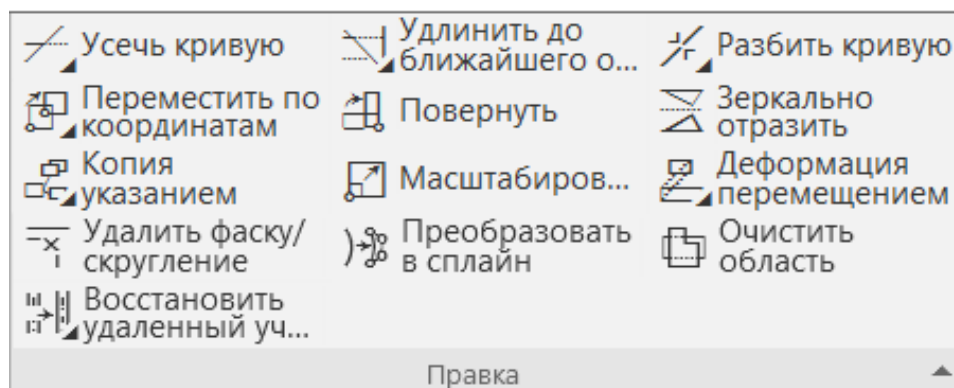 Усечь кривую
Удлинить до
ближайшего о...
Разбить кривую
Переместить по
координатам
Повернуть
Зеркально
отразить
Копия
указанием
Масштабиров...
Деформация
перемещением
Удалить фаску/
скругление
Преобразовать
в сплайн
Очистить
область
Восстановить
удаленный уч...
Правка